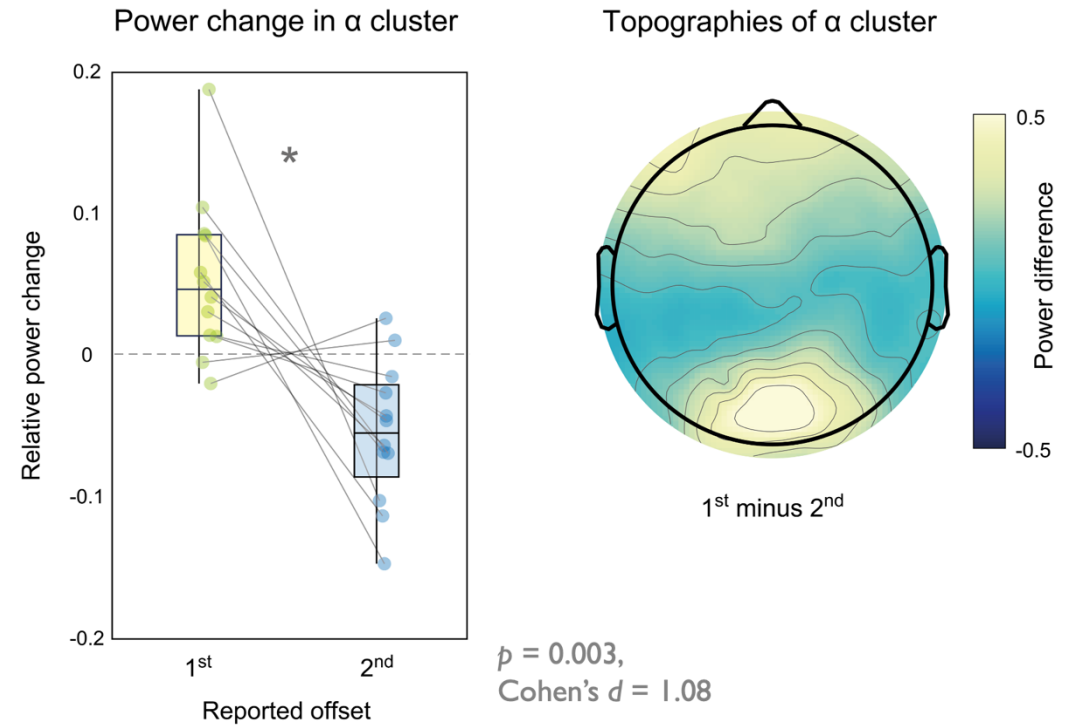 Power change in α cluster
0.2
0.1
0
-0.1
-0.2
Relative power change
*
1st
2nd
Reported offset
Topographies of α cluster
0.5
-0.5
Power difference
1st minus 2nd
p = 0.003,
Cohen's d = 1.08